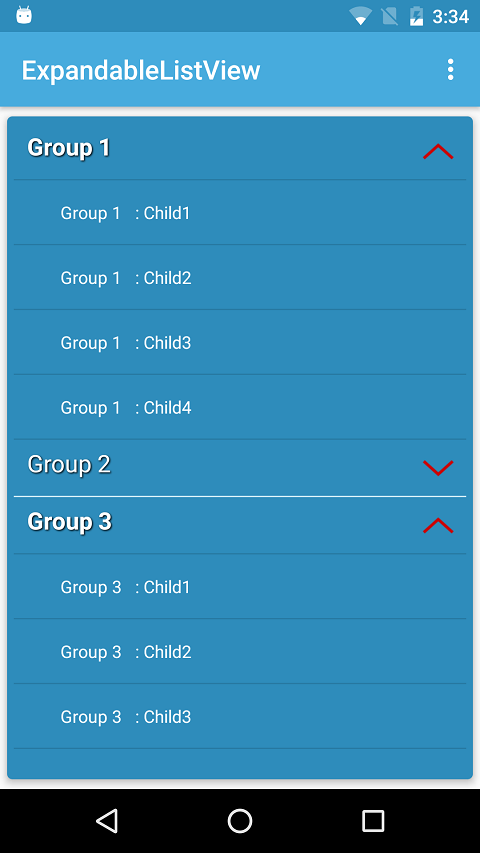 3:34
ExpandableListView
Group 1
Group 1 : Child1
Group 1 : Child2
Group 1 : Child3
Group 1 : Child4
Group 2
Group 3
Group 3 : Child1
Group 3 : Child2
Group 3 : Child3